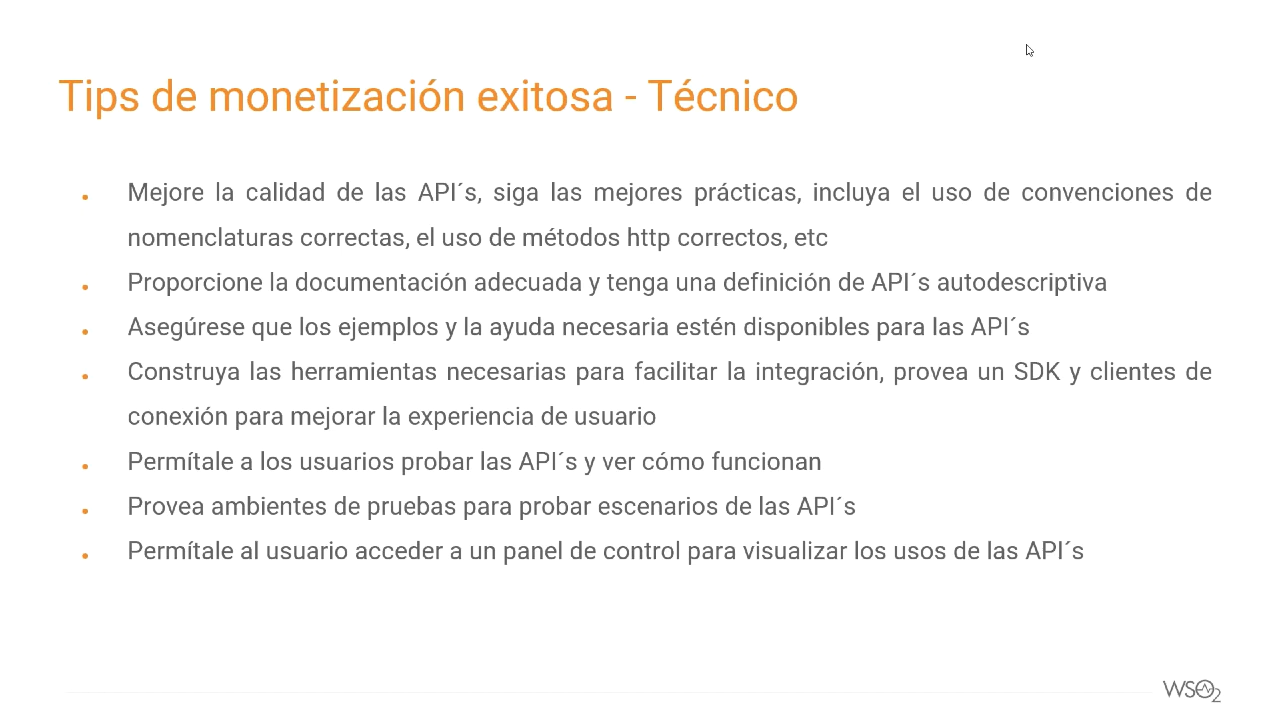 Tips de monetización exitosa - Técnico
Mejore la calidad de las API´s, siga las mejores prácticas, incluya el uso de convenciones de
nomenclaturas correctas, el uso de métodos http correctos, etc
Proporcione la documentación adecuada y tenga una definición de API´s autodescriptiva
Asegúrese que los ejemplos y la ayuda necesaria estén disponibles para las API´s
Construya las herramientas necesarias para facilitar la integración, provea un SDK y clientes de
conexión para mejorar la experiencia de usuario
Permítale a los usuarios probar las API´s y ver cómo funcionan
Provea ambientes de pruebas para probar escenarios de las API´s
Permítale al usuario acceder a un panel de control para visualizar los usos de las API´s
WSO2